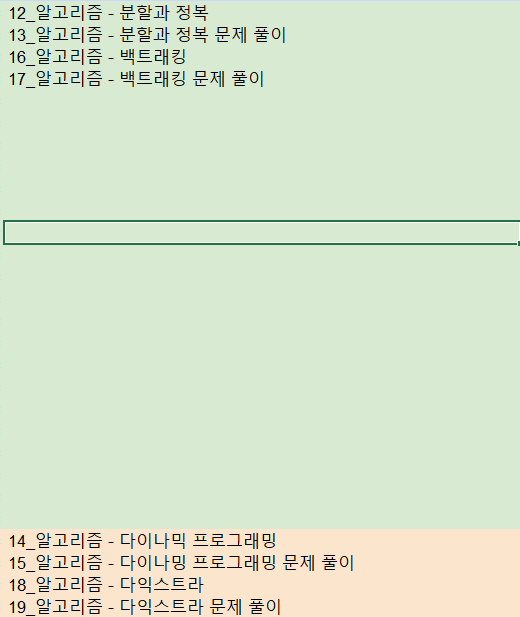 12_알고리즘 - 분할과 정복
13_알고리즘 - 분할과 정복 문제 풀이
16_알고리즘 - 백트래킹
17_알고리즘 - 백트래킹 문제 풀이
14_알고리즘 - 다이나믹 프로그래밍
15_알고리즘 - 다이나밍 프로그래밍 문제 풀이
18_알고리즘 - 다익스트라
19_알고리즘 - 다익스트라 문제 풀이